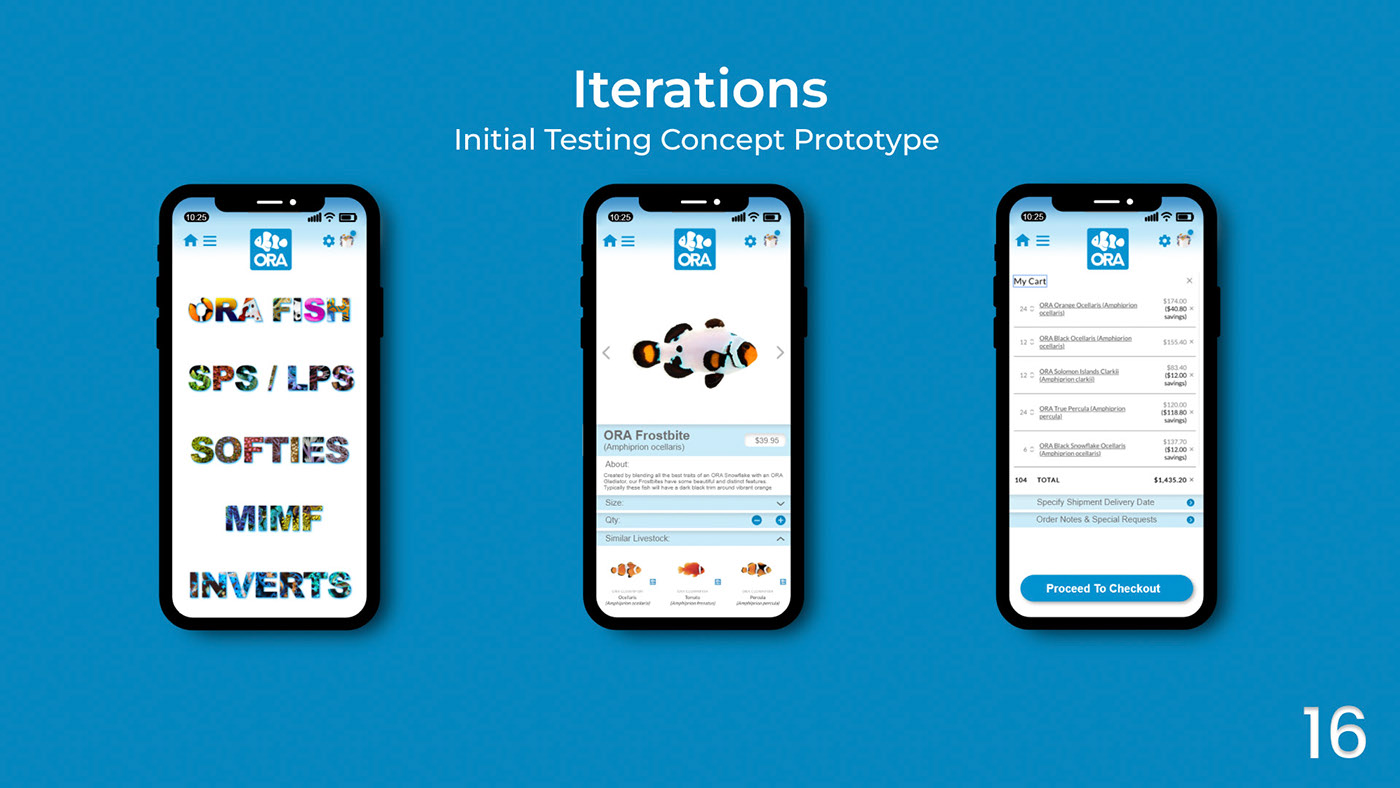 Iterations
Initial Testing Concept Prototype
10:25
ORA
ORA FISH
SPS / LPS
SOFTIES
MIMF
INVERTS
10:25
ORA
ORA Frostbite
(Amphiprion ocellaris)
$39.95
About:
Created by blending all the best traits of an ORA Snowflake with an ORA
Gladiator, our Frostbites have some beautiful and distinct features.
Typically these fish will have a dark black trim around vibrant orange
Size:
Qty:
Similar Livestock:
Ocellaris
(Amphiprion ocellaris)
Tomato
(Amphiprion frenatus)
Percula
(Amphiprion percula)
10:25
ORA
My Cart
24 ORA Orange Ocellaris (Amphiprion
ocellaris)
$174.00
($40.80
savings)
12 ORA Black Ocellaris (Amphiprion
ocellaris)
$155.40
12 ORA Solomon Islands Clarkii
(Amphiprion clarkii)
$83.40
($12.00
savings)
24 ORA True Percula (Amphiprion
percula)
$120.00
($118.80
savings)
6 ORA Black Snowflake Ocellaris
(Amphiprion ocellaris)
$137.70
($12.00
savings)
104 TOTAL $1,435.20
Specify Shipment Delivery Date
Order Notes & Special Requests
Proceed To Checkout
16